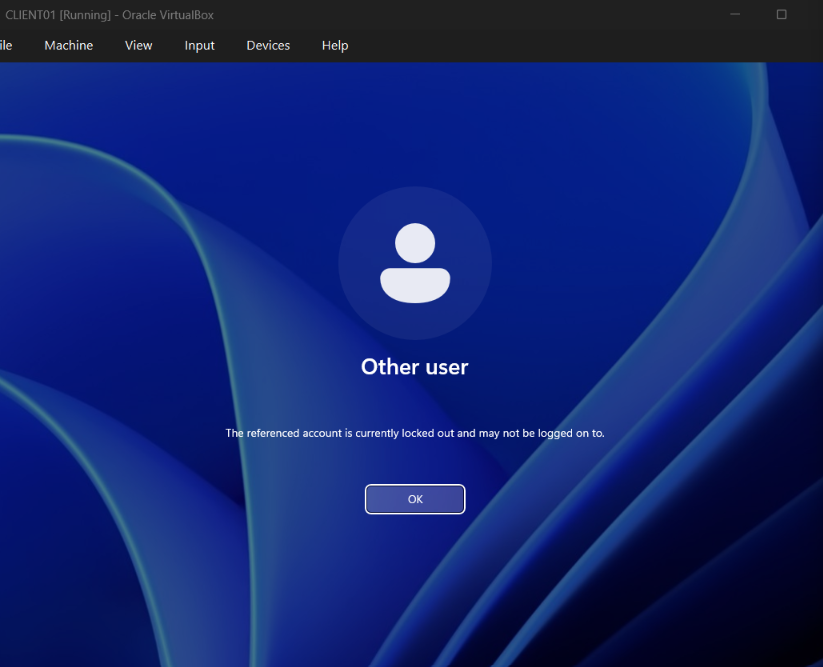 CLIENT01 [Running] - Oracle VirtualBox
ile Machine View Input Devices Help
Other user
The referenced account is currently locked out and may not be logged on to.
OK